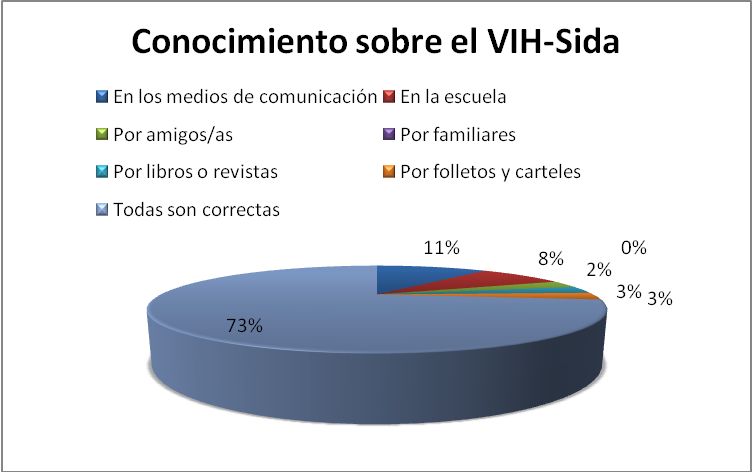 Conocimiento sobre el VIH-Sida
En los medios de comunicación En la escuela
Por amigos/as Por familiares
Por libros o revistas Por folletos y carteles
Todas son correctas
11% 0%
8% 2%
3% 3%
73%